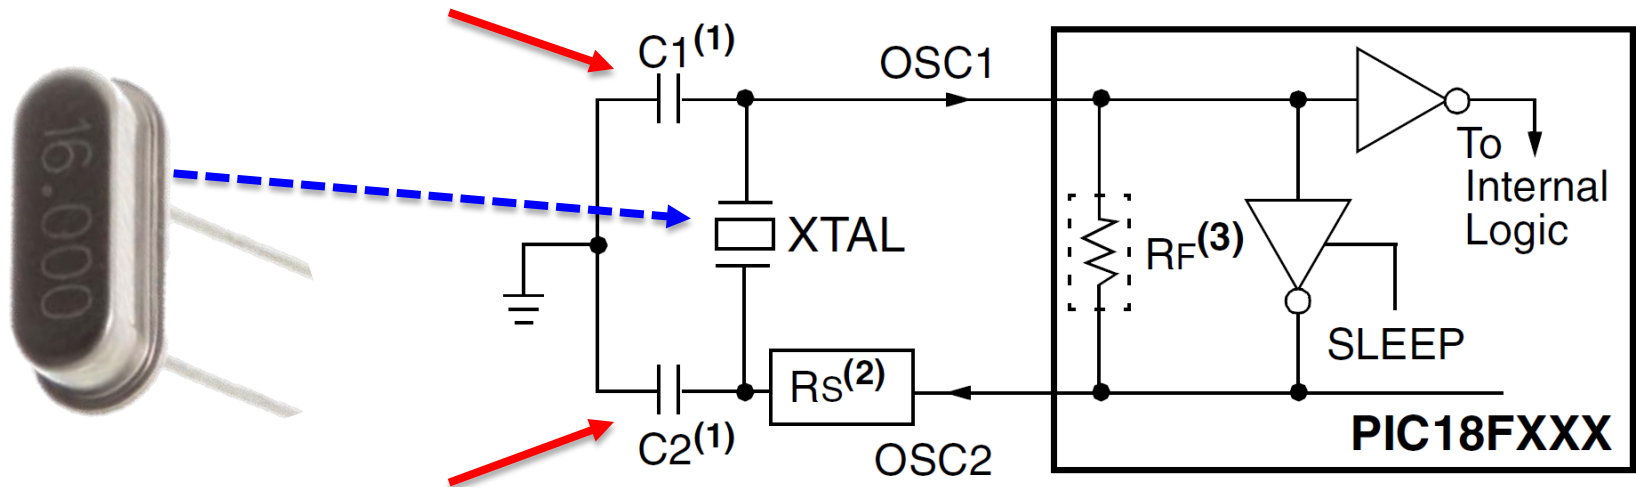 16.000
C1(1)
OSC1
To
Internal
Logic
XTAL
RF(3)
SLEEP
RS(2)
C2(1)
OSC2
PIC18FXXX